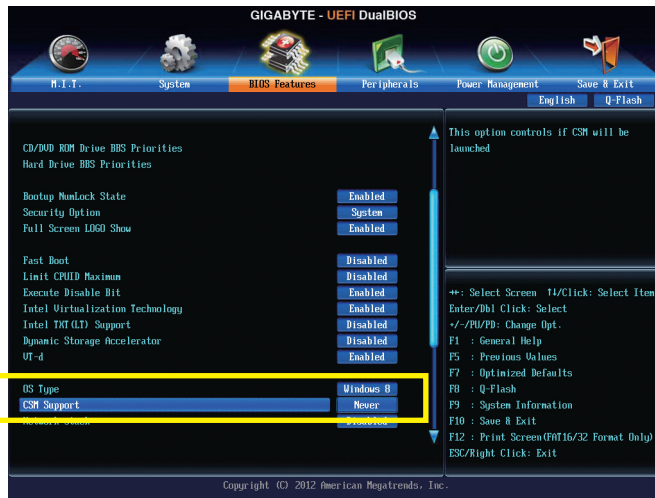 GIGABYTE - UEFI DualBIOS
M.I.T. System BIOS Features Peripherals Power Management Save & Exit
English Q-Flash
CD/DVD ROM Drive BBS Priorities
Hard Drive BBS Priorities
Bootup NumLock State Enabled
Security Option System
Full Screen LOGO Show Enabled
Fast Boot Disabled
Limit CPUID Maximum Disabled
Execute Disable Bit Enabled
Intel Virtualization Technology Enabled
Intel TXT(LT) Support Disabled
Dynamic Storage Accelerator Disabled
VT-d Enabled
OS Type Windows 8
CSM Support Never
Network stack Disabled
This option controls if CSM will be
launched
↔: Select Screen ↑↓/Click: Select Item
Enter/Dbl Click: Select
+/-/PU/PD: Change Opt.
F1 : General Help
F5 : Previous Values
F7 : Optimized Defaults
F8 : Q-Flash
F9 : System Information
F10 : Save & Exit
F12 : Print Screen(FAT16/32 Format Only)
ESC/Right Click: Exit
Copyright (C) 2012 American Megatrends, Inc.